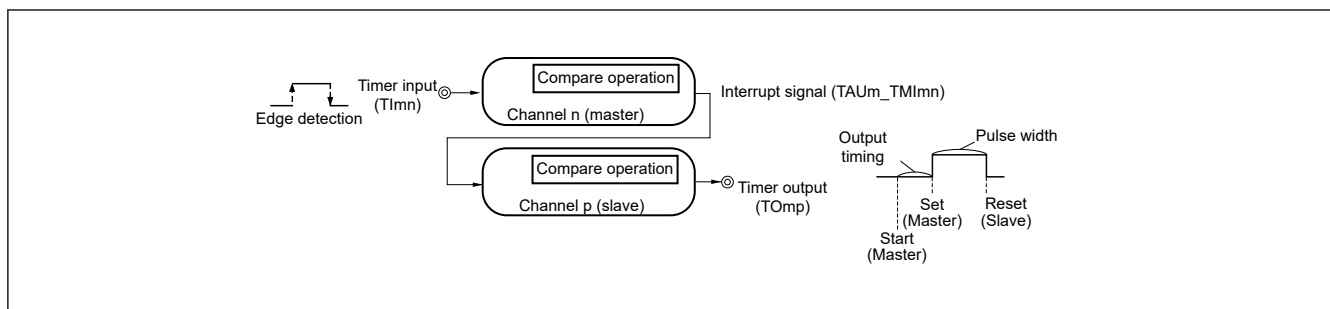 Edge detection
Timer input
(TImn)
Compare operation
Channel n (master)
Interrupt signal (TAUm_TMImn)
Compare operation
Channel p (slave)
Timer output
(TOmp)
Output
timing
Pulse width
Set
(Master)
Reset
(Slave)
Start
(Master)